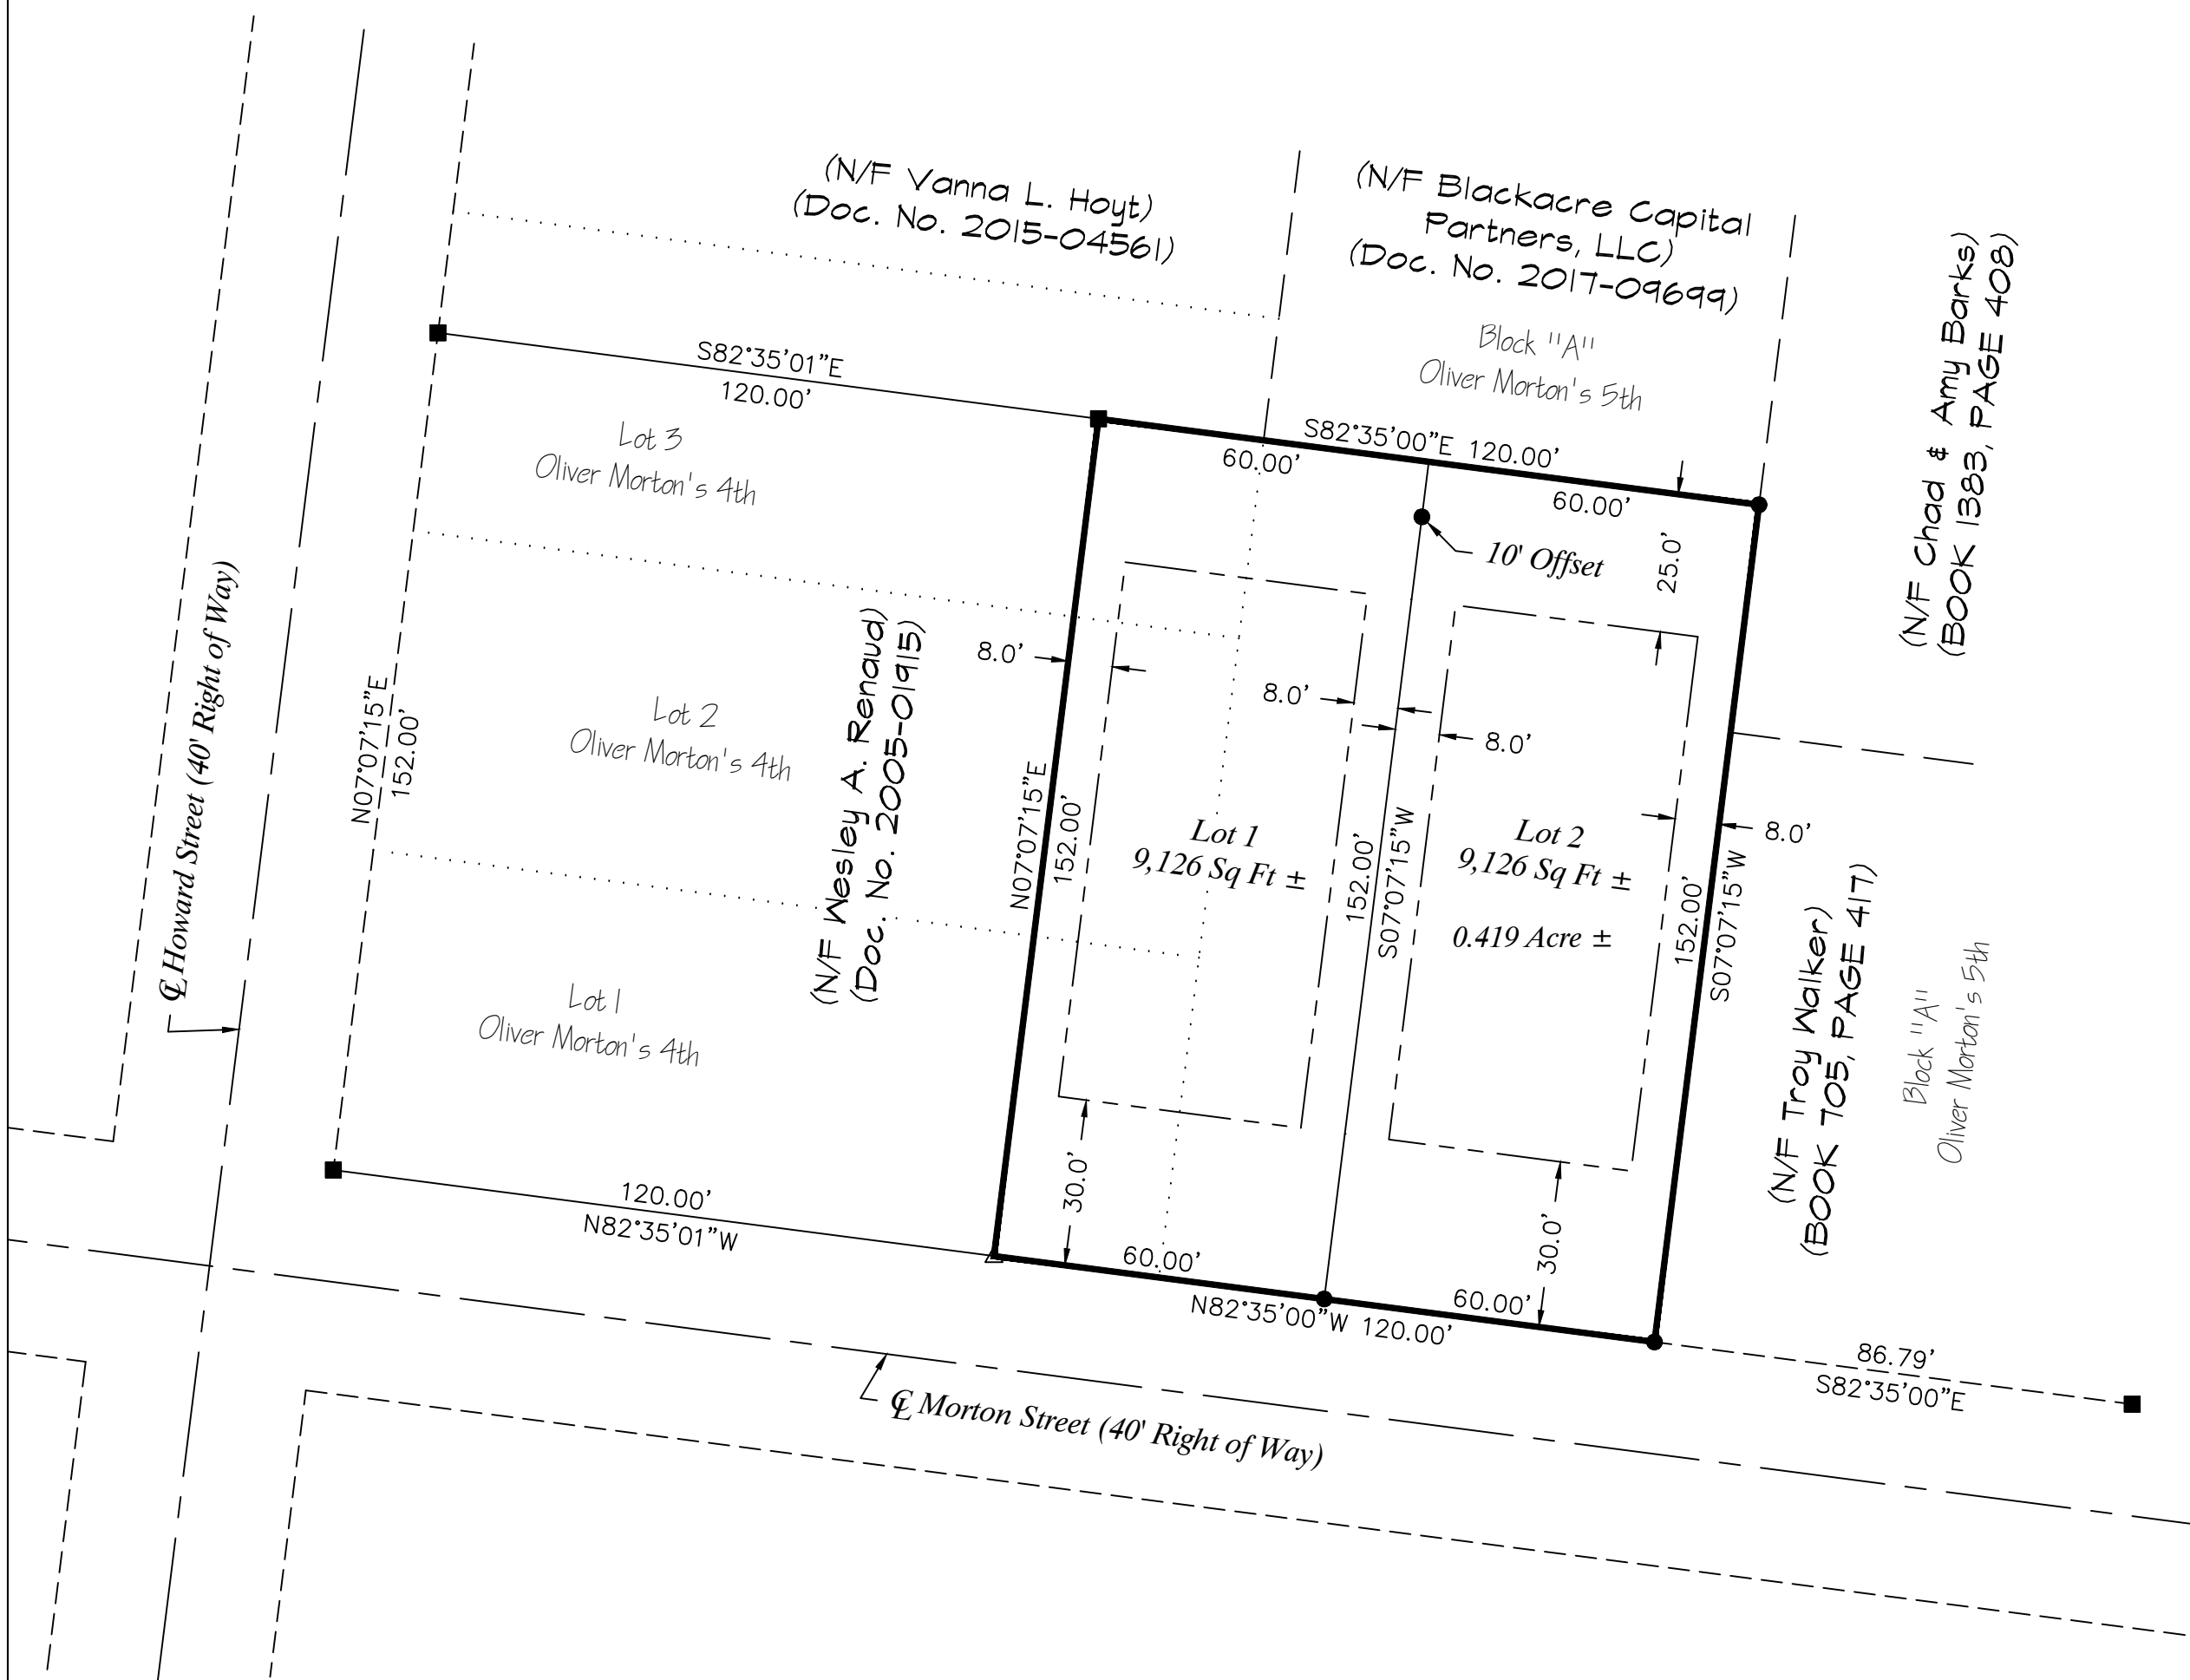 (N/F Vanna L. Hoyt)
(Doc. No. 2015-04561)
(N/F Blackacre Capital
Partners, LLC)
(Doc. No. 2017-09699)
Block "A"
Oliver Morton's 5th
(N/F Chad & Amy Barks)
(BOOK 1383, PAGE 408)
S82°35'01"E
120.00'
S82°35'00"E 120.00'
60.00'
60.00'
Lot 3
Oliver Morton's 4th
10' Offset
25.0'
℄ Howard Street (40' Right of Way)
N07°07'15"E
152.00'
Lot 2
Oliver Morton's 4th
(N/F Wesley A. Renaud)
(Doc. No. 2005-01915)
8.0'
8.0'
8.0'
8.0'
N07°07'15"E
152.00'
Lot 1
9,126 Sq Ft ±
152.00'
S07°07'15"W
Lot 2
9,126 Sq Ft ±
0.419 Acre ±
152.00'
S07°07'15"W
(N/F Troy Walker)
(BOOK 705, PAGE 417)
Block "A"
Oliver Morton's 5th
Lot 1
Oliver Morton's 4th
30.0'
30.0'
120.00'
N82°35'01"W
60.00'
60.00'
N82°35'00"W 120.00'
86.79'
S82°35'00"E
℄ Morton Street (40' Right of Way)